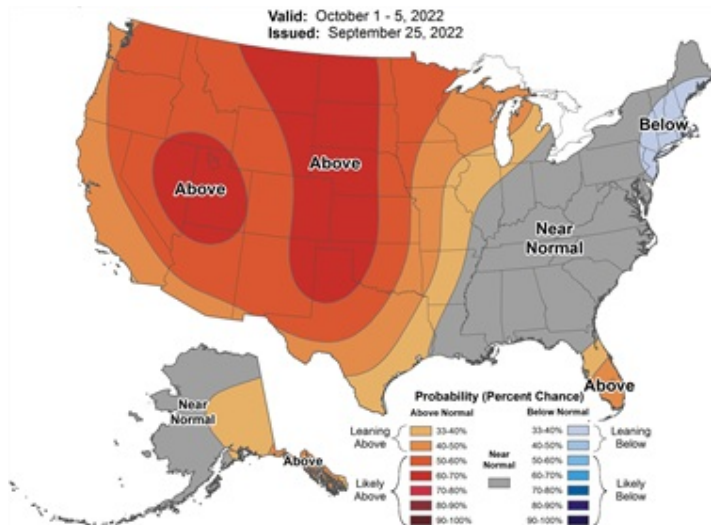 Valid: October 1 - 5, 2022
Issued: September 25, 2022
Below
Above
Above
Near
Normal
Above
Near
Normal
Above
Probability (Percent Chance)
Above Normal
Below Normal
Leaning
Above
33-40%
40-50%
Likely
Above
50-60%
60-70%
70-80%
80-90%
90-100%
Near
Normal
33-40%
40-50%
Leaning
Below
50-60%
60-70%
70-80%
80-90%
90-100%
Likely
Below